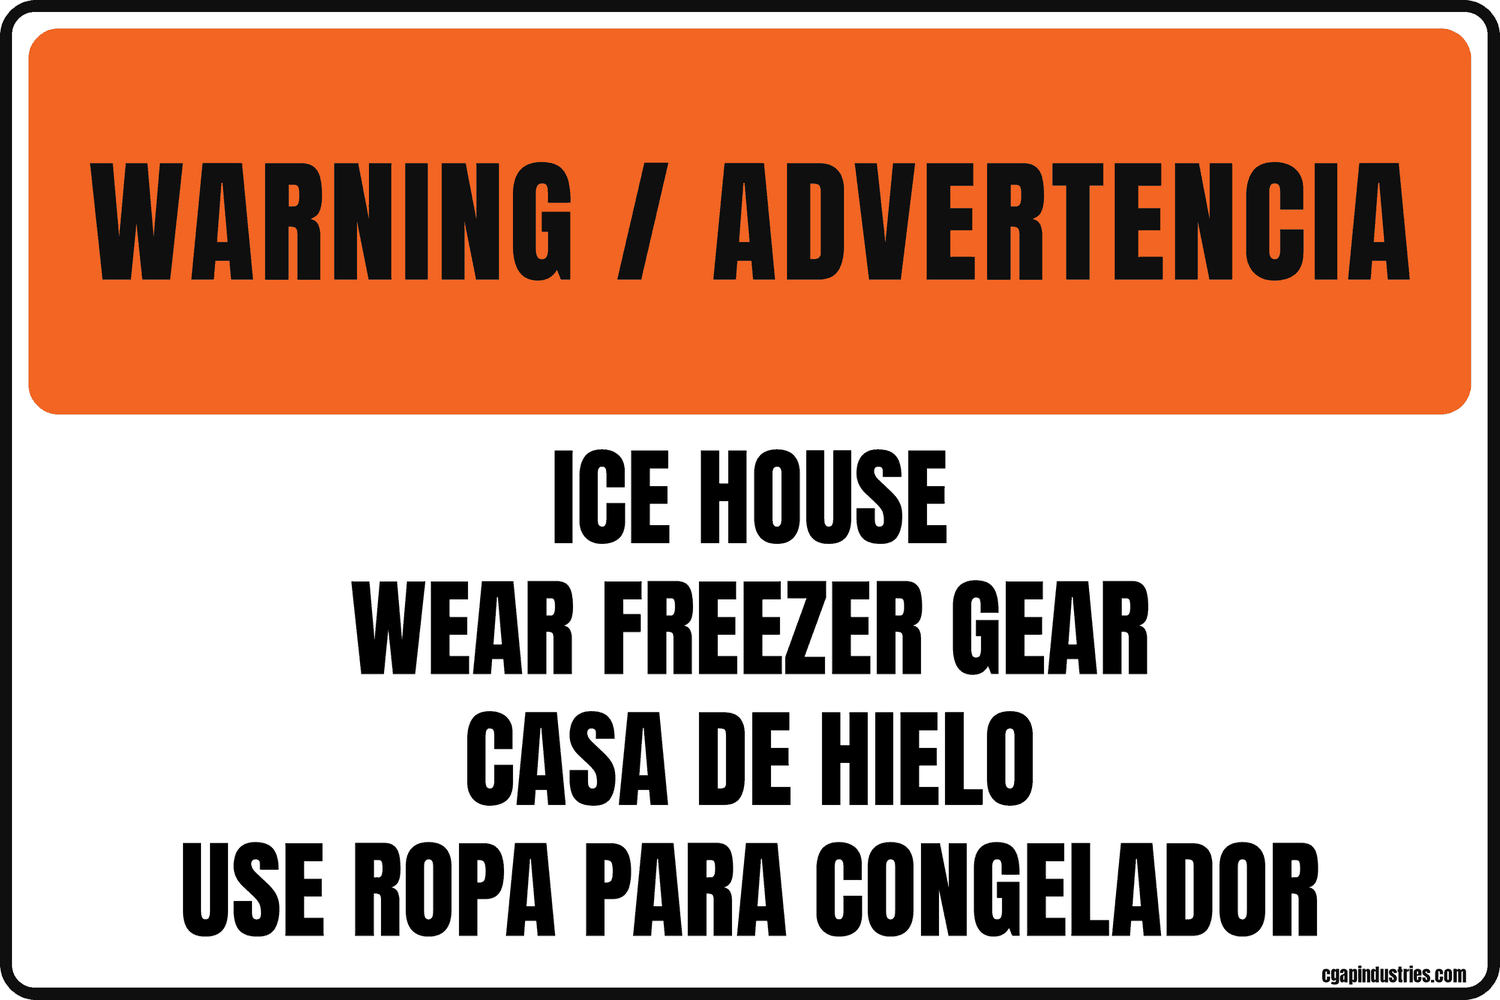 WARNING / ADVERTENCIA
ICE HOUSE
WEAR FREEZER GEAR
CASA DE HIELO
USE ROPA PARA CONGELADOR
cgapindustries.com